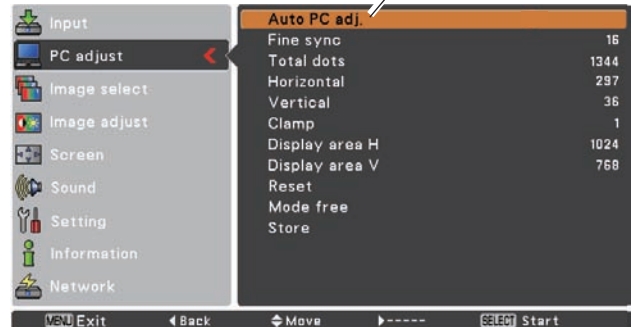 Input
PC adjust
Image select
Image adjust
Screen
Sound
Setting
Information
Network
Auto PC adj.
Fine sync 16
Total dots 1344
Horizontal 297
Vertical 36
Clamp 1
Display area H 1024
Display area V 768
Reset
Mode free
Store
MENU Exit Back Move ----- SELECT Start